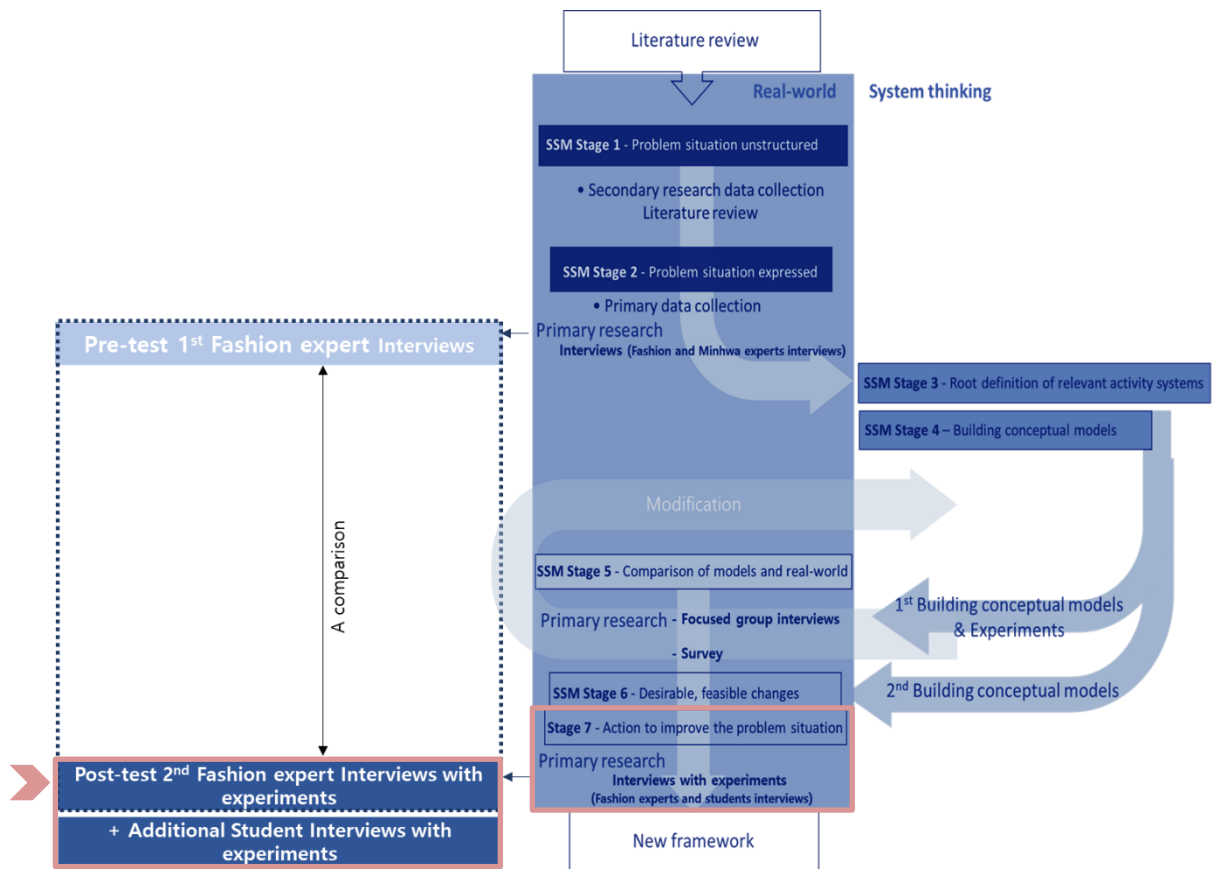 Literature review
Real-world
System thinking
SSM Stage 1 - Problem situation unstructured
• Secondary research data collection
Literature review
SSM Stage 2 - Problem situation expressed
• Primary data collection
Primary research
Interviews (Fashion and Minhwa experts interviews)
Pre-test 1st Fashion expert Interviews
SSM Stage 3 - Root definition of relevant activity systems
SSM Stage 4 – Building conceptual models
A comparison
Modification
SSM Stage 5 - Comparison of models and real-world
Primary research - Focused group interviews
- Survey
1st Building conceptual models
& Experiments
SSM Stage 6 - Desirable, feasible changes
2nd Building conceptual models
Stage 7 - Action to improve the problem situation
Primary research
Interviews with experiments
(Fashion experts and students interviews)
Post-test 2nd Fashion expert Interviews with
experiments
+ Additional Student Interviews with
experiments
New framework